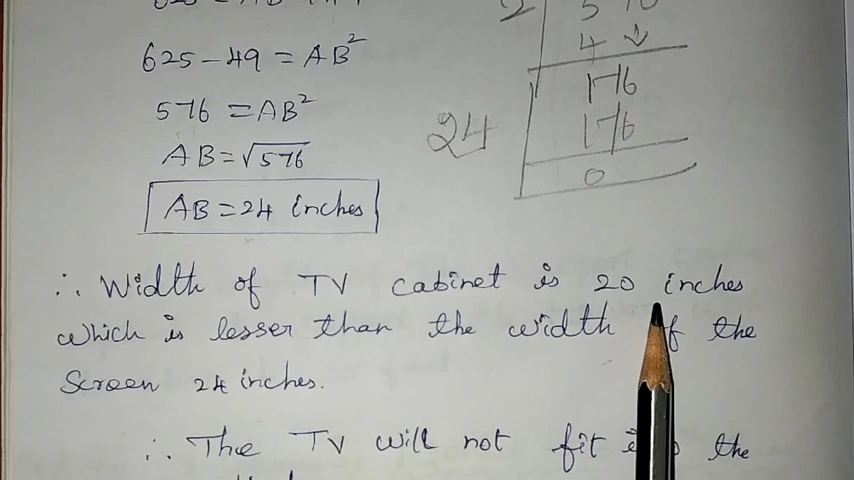 625 - 49 = AB²
576 = AB²
AB = √576
AB = 24 inches
2
4 ↓
176
24 176
0
∴ Width of TV cabinet is 20 inches
which is lesser than the width of the
Screen 24 inches.
∴ The TV will not fit the